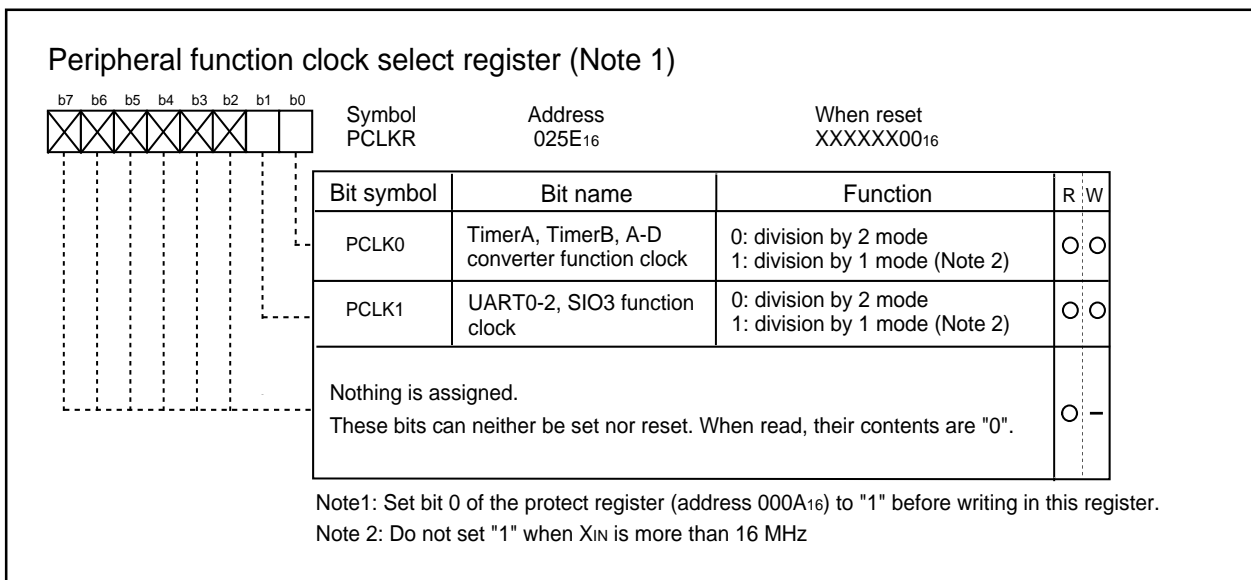 Peripheral function clock select register (Note 1)
b7 b6 b5 b4 b3 b2 b1 b0
Symbol Address When reset
PCLKR 025E16 XXXXXX0016
Bit symbol Bit name Function R W
PCLK0 TimerA, TimerB, A-D converter function clock 0: division by 2 mode
1: division by 1 mode (Note 2) O O
PCLK1 UART0-2, SIO3 function clock 0: division by 2 mode
1: division by 1 mode (Note 2) O O
Nothing is assigned.
These bits can neither be set nor reset. When read, their contents are "0". O –
Note1: Set bit 0 of the protect register (address 000A16) to "1" before writing in this register.
Note 2: Do not set "1" when XIN is more than 16 MHz